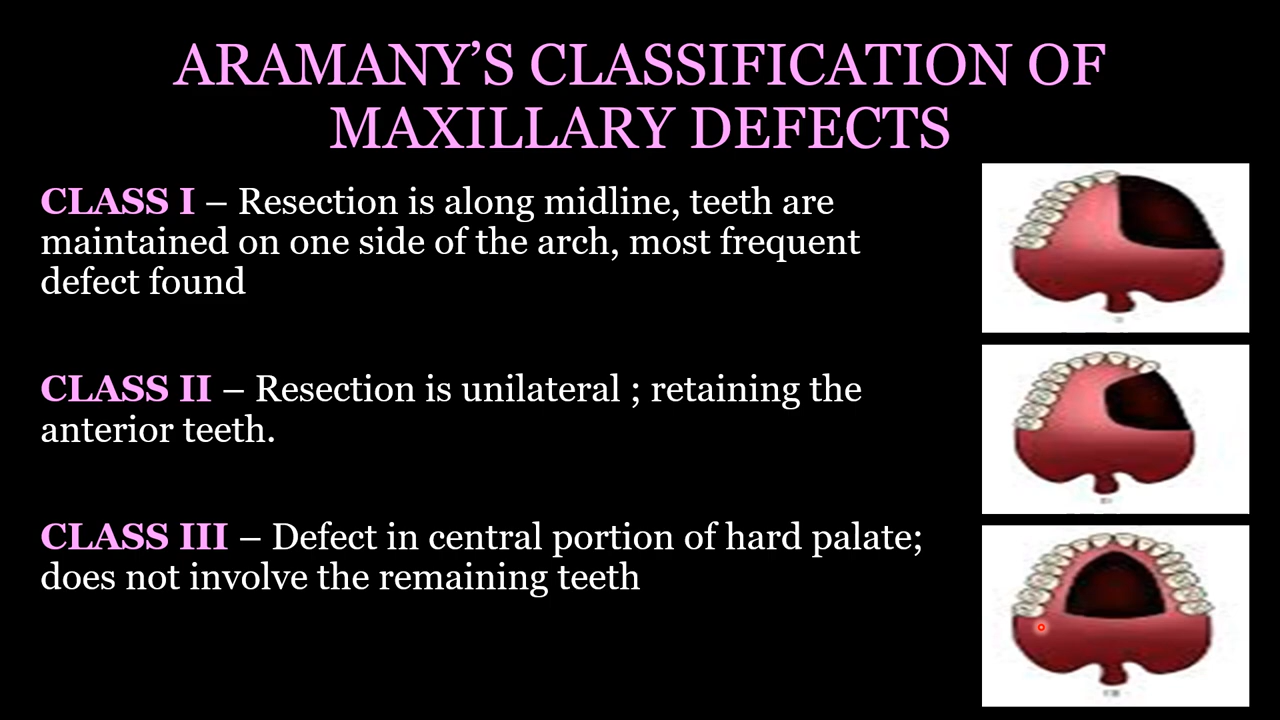 ARAMANY’S CLASSIFICATION OF
MAXILLARY DEFECTS
CLASS I – Resection is along midline, teeth are
maintained on one side of the arch, most frequent
defect found
CLASS II – Resection is unilateral ; retaining the
anterior teeth.
CLASS III – Defect in central portion of hard palate;
does not involve the remaining teeth